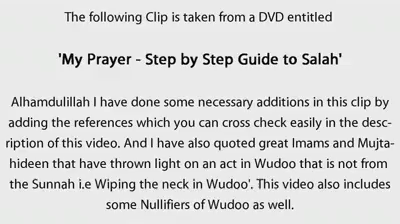 The following Clip is taken from a DVD entitled
'My Prayer - Step by Step Guide to Salah'
Alhamdulillah I have done some necessary additions in this clip by
adding the references which you can cross check easily in the desc-
ription of this video. And I have also quoted great Imams and Mujta-
hideen that have thrown light on an act in Wudoo that is not from
the Sunnah i.e Wiping the neck in Wudoo'. This video also includes
some Nullifiers of Wudoo as well.